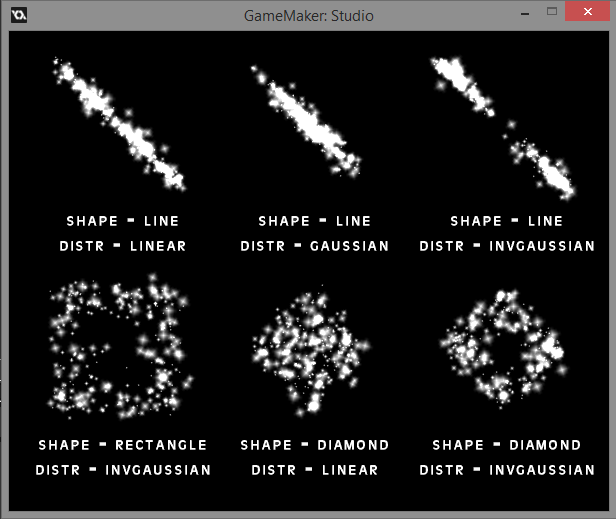 GameMaker: Studio
SHAPE - LINE
DISTR - LINEAR
SHAPE - LINE
DISTR - GAUSSIAN
SHAPE - LINE
DISTR - INVGAUSSIAN
SHAPE - RECTANGLE
DISTR - INVGAUSSIAN
SHAPE - DIAMOND
DISTR - LINEAR
SHAPE - DIAMOND
DISTR - INVGAUSSIAN